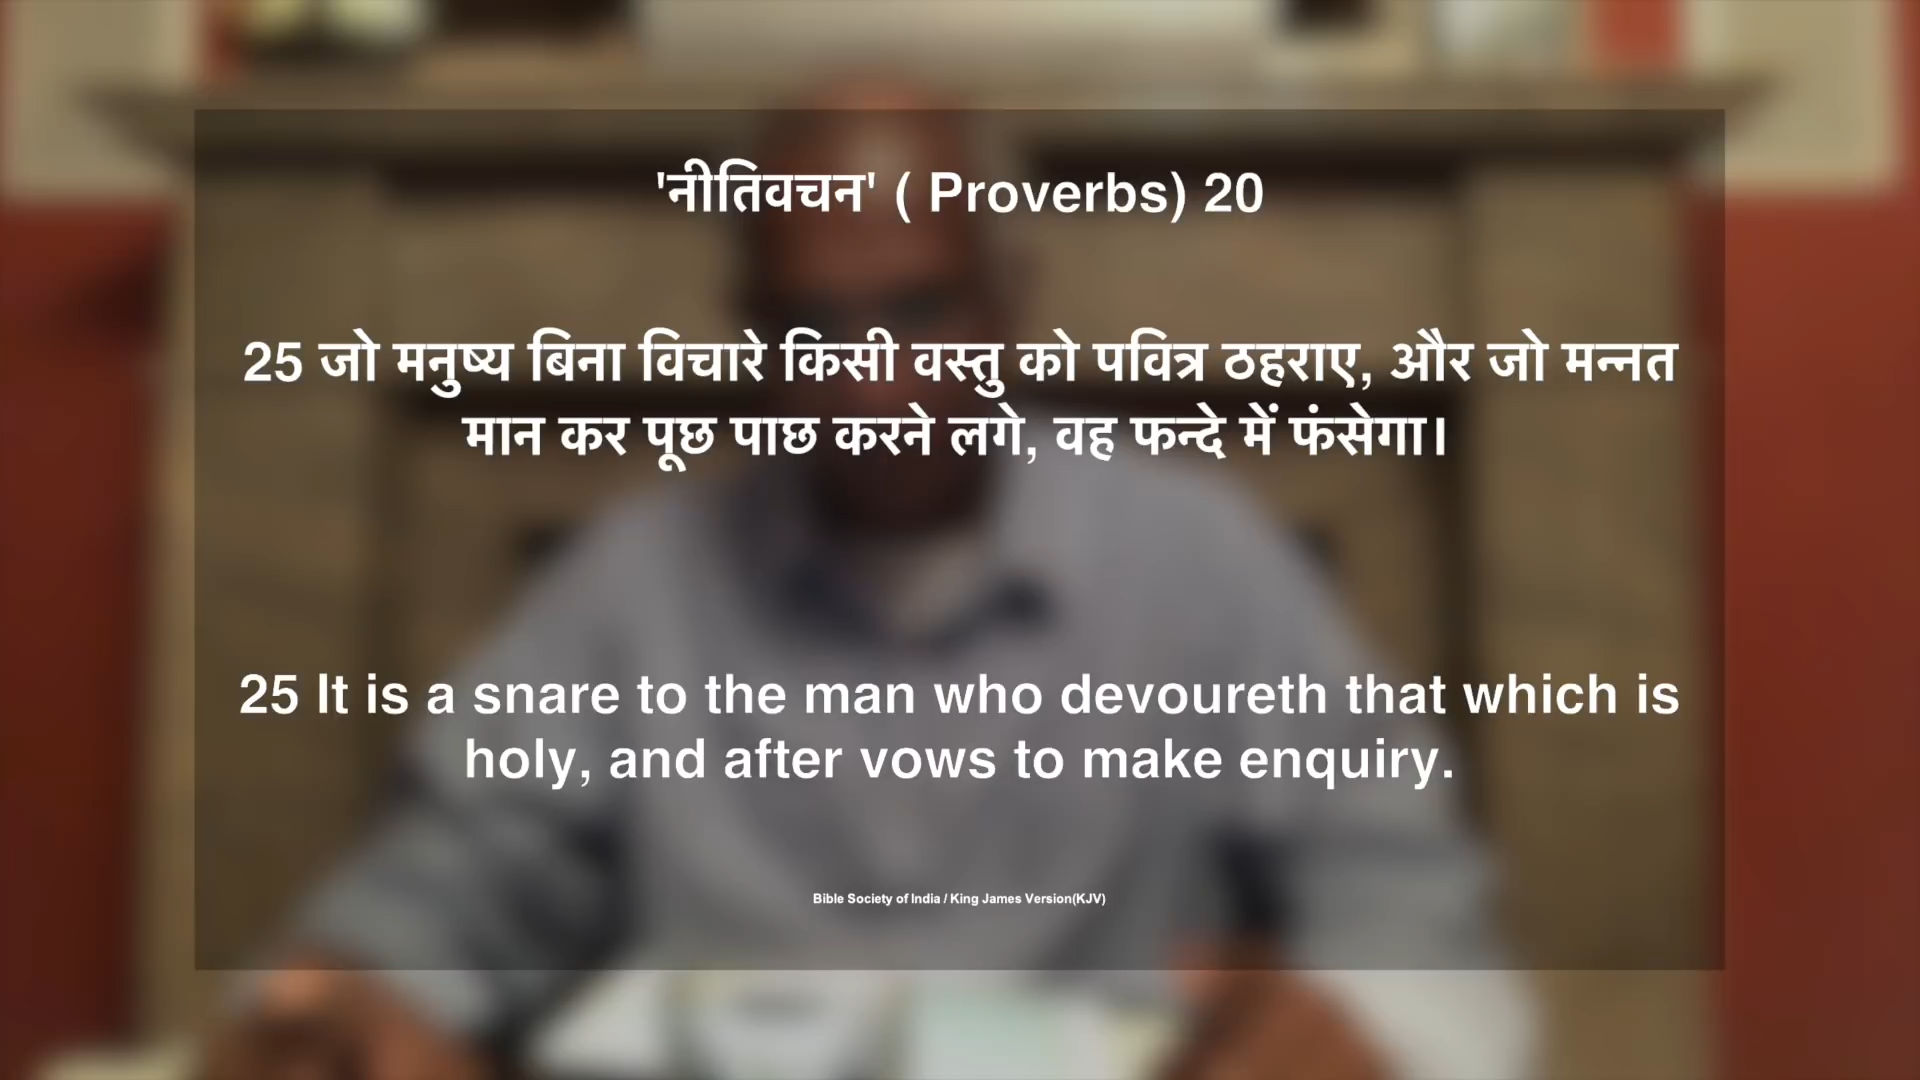 'नीतिवचन' ( Proverbs) 20
25 जो मनुष्य बिना विचारे किसी वस्तु को पवित्र ठहराए, और जो मन्नत
मान कर पूछ पाछ करने लगे, वह फन्दे में फंसेगा।
25 It is a snare to the man who devoureth that which is
holy, and after vows to make enquiry.
Bible Society of India / King James Version(KJV)